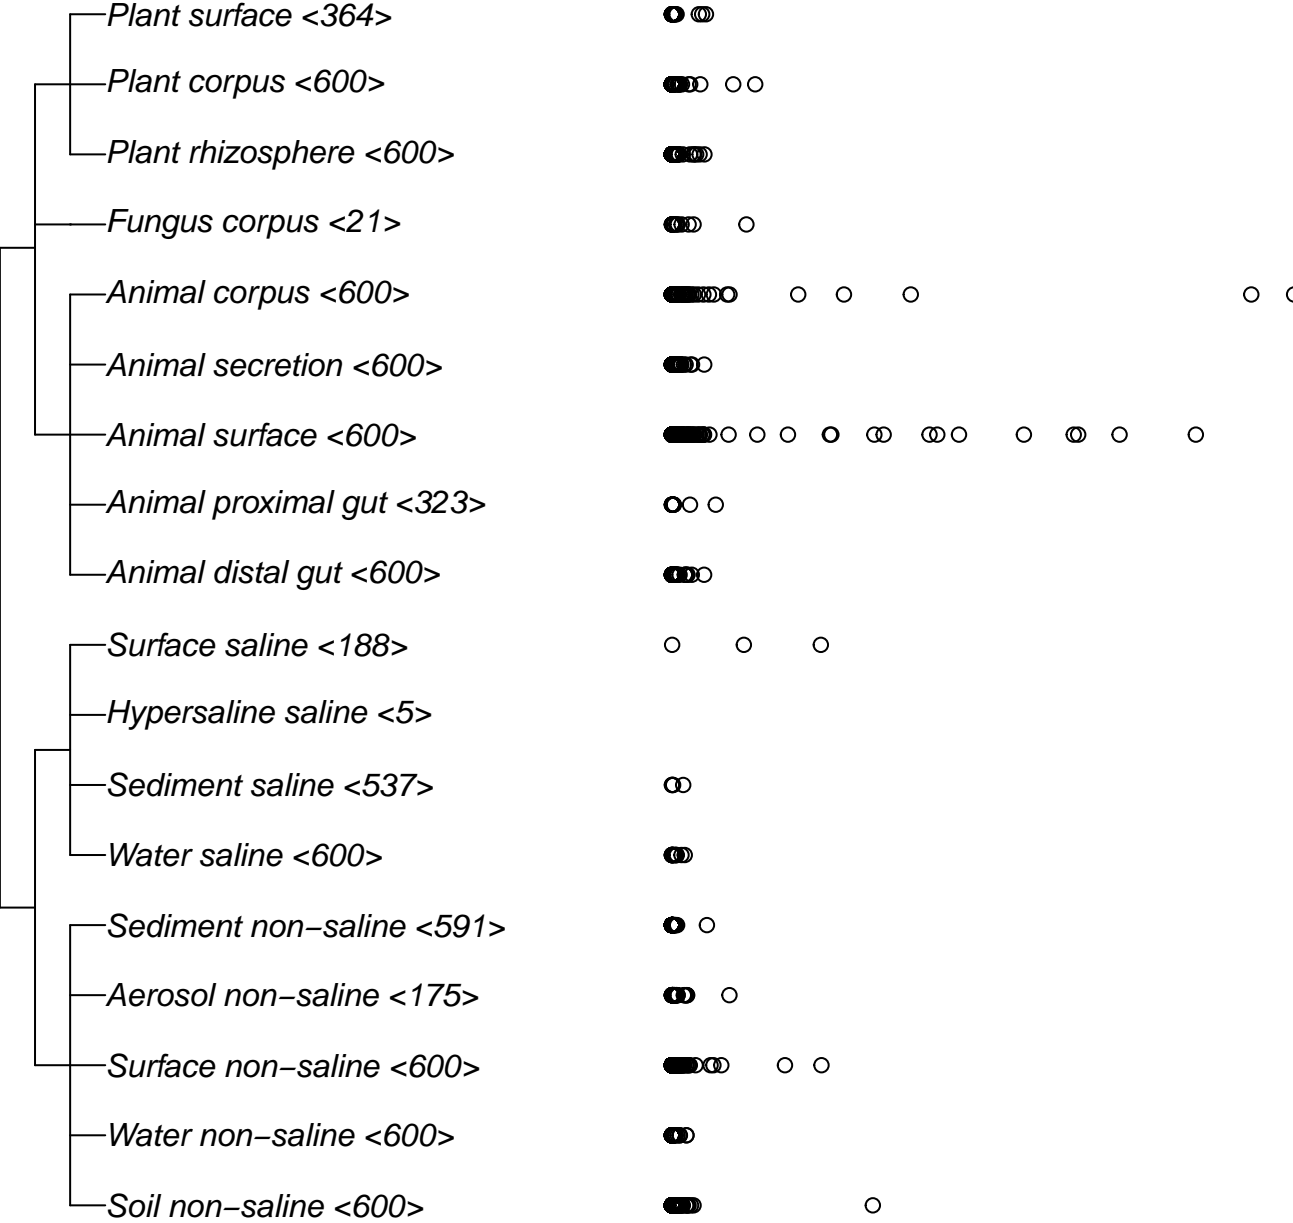 Plant surface <364>
Plant corpus <600>
Plant rhizosphere <600>
Fungus corpus <21>
Animal corpus <600>
Animal secretion <600>
Animal surface <600>
Animal proximal gut <323>
Animal distal gut <600>
Surface saline <188>
Hypersaline saline <5>
Sediment saline <537>
Water saline <600>
Sediment non−saline <591>
Aerosol non−saline <175>
Surface non−saline <600>
Water non−saline <600>
Soil non−saline <600>